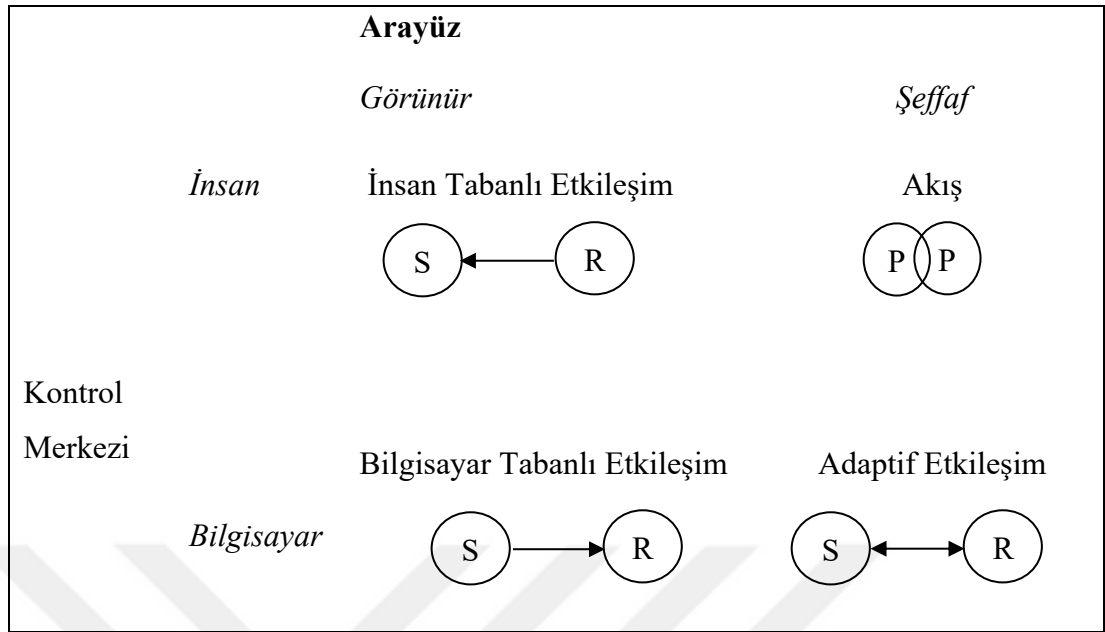 Arayüz
Görünür Şeffaf
İnsan İnsan Tabanlı Etkileşim Akış
S R P P
Kontrol
Merkezi
Bilgisayar Tabanlı Etkileşim Adaptif Etkileşim
Bilgisayar S R S R